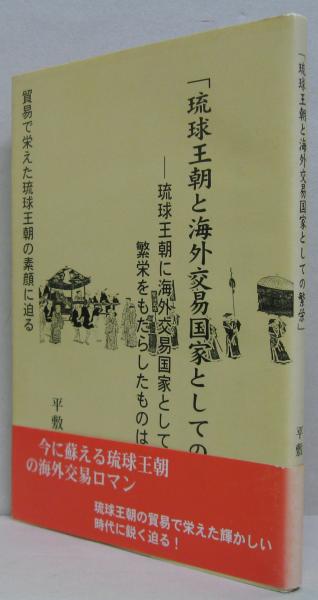 「琉球王朝と海外交易国家としての
―琉球王朝に海外交易国家として
繁栄をもたらしたものは
貿易で栄えた琉球王朝の素顔に迫る
平敷
今に蘇える琉球王朝
の海外交易ロマン
琉球王朝の貿易で栄えた輝かしい
時代に鋭く迫る!
「琉球王朝と海外交易国家としての繁栄」
平敷